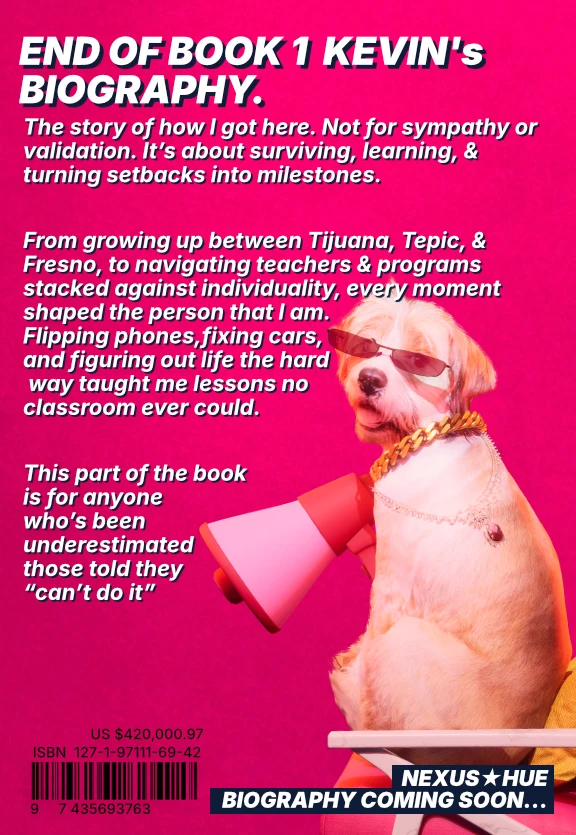 END OF BOOK 1 KEVIN's
BIOGRAPHY.
The story of how I got here. Not for sympathy or
validation. It’s about surviving, learning, &
turning setbacks into milestones.
From growing up between Tijuana, Tepic, &
Fresno, to navigating teachers & programs
stacked against individuality, every moment
shaped the person that I am.
Flipping phones,fixing cars,
and figuring out life the hard
way taught me lessons no
classroom ever could.
This part of the book
is for anyone
who’s been
underestimated
those told they
“can’t do it”
US $420,000.97
ISBN 127-1-97111-69-42
9 7 435693763
NEXUS★HUE
BIOGRAPHY COMING SOON...